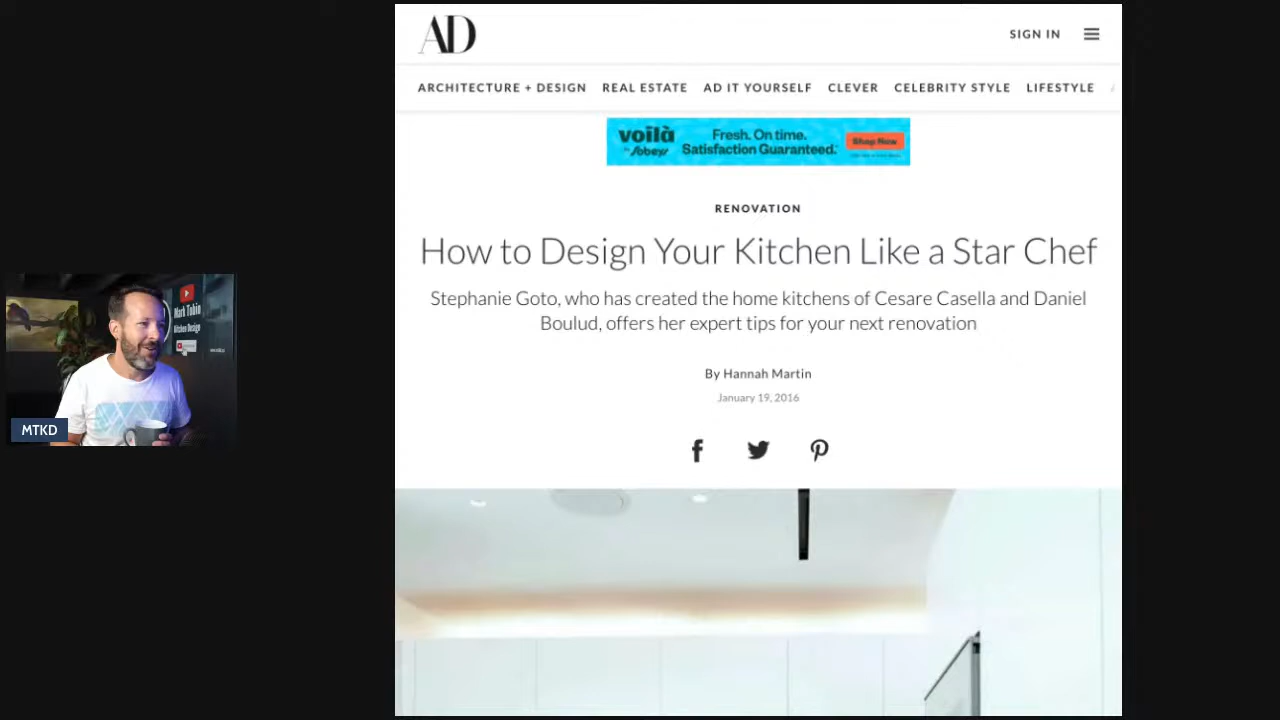 AD
SIGN IN
ARCHITECTURE + DESIGN REAL ESTATE AD IT YOURSELF CLEVER CELEBRITY STYLE LIFESTYLE
voilà
by Sobeys
Fresh. On time.
Satisfaction Guaranteed.
Shop Now
RENOVATION
How to Design Your Kitchen Like a Star Chef
Stephanie Goto, who has created the home kitchens of Cesare Casella and Daniel
Boulud, offers her expert tips for your next renovation
By Hannah Martin
January 19, 2016
Mark Tobin
Kitchen Design
MTKD